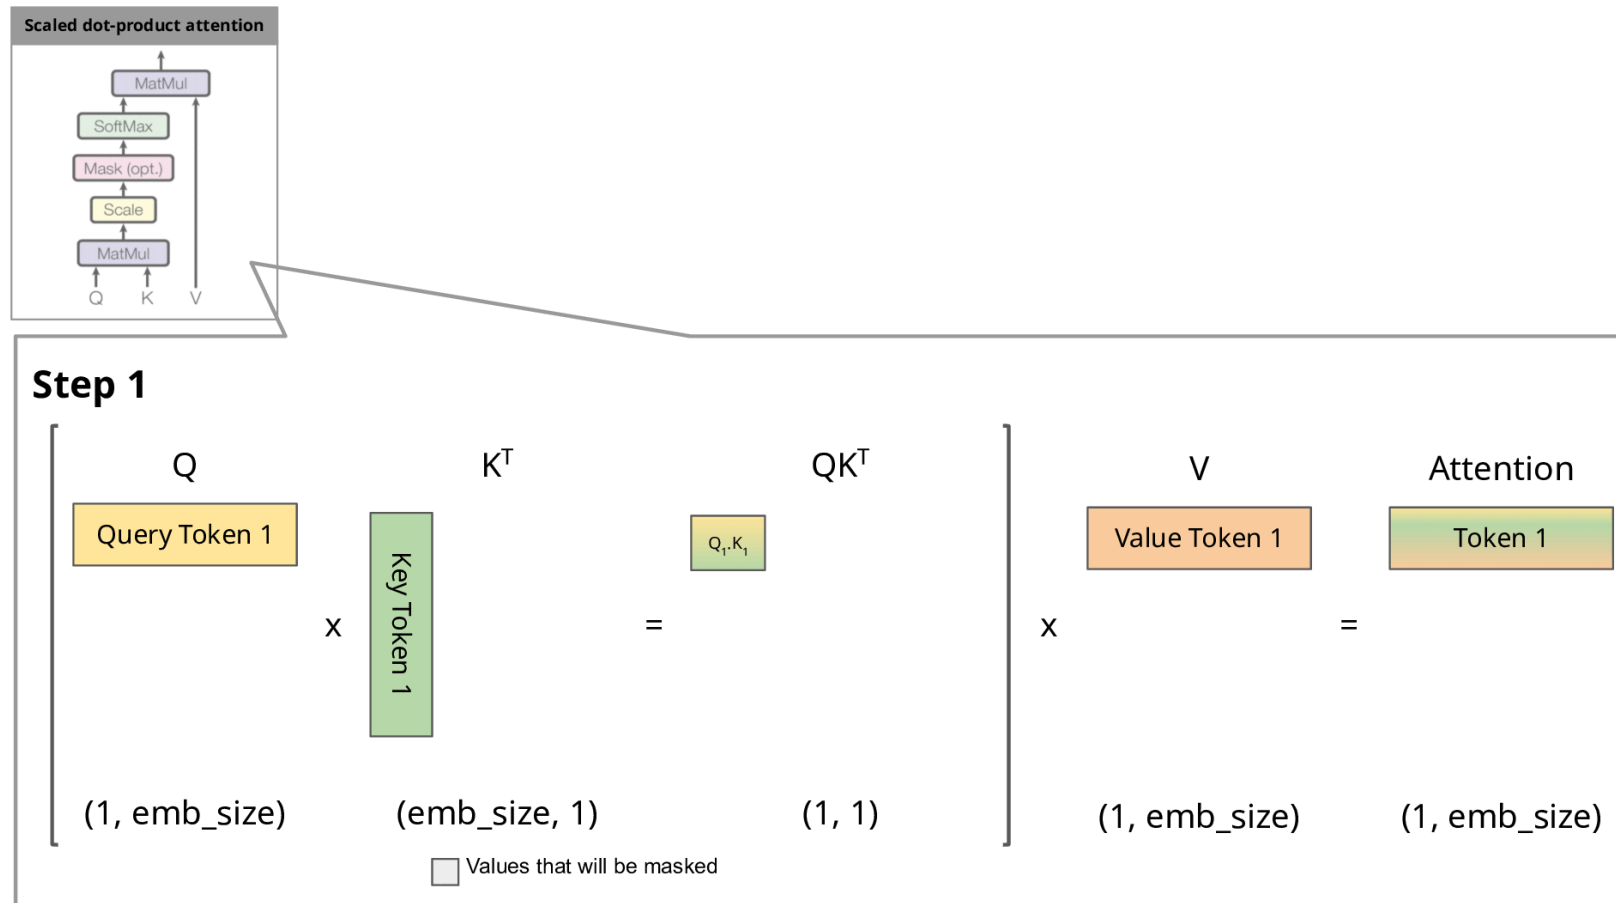 Scaled dot-product attention
MatMul
SoftMax
Mask (opt.)
Scale
MatMul
Q K V
Step 1
Q Kᵀ QKᵀ V Attention
Query Token 1
Key Token 1
Q₁.K₁
Value Token 1
Token 1
x = x =
(1, emb_size) (emb_size, 1) (1, 1) (1, emb_size) (1, emb_size)
Values that will be masked